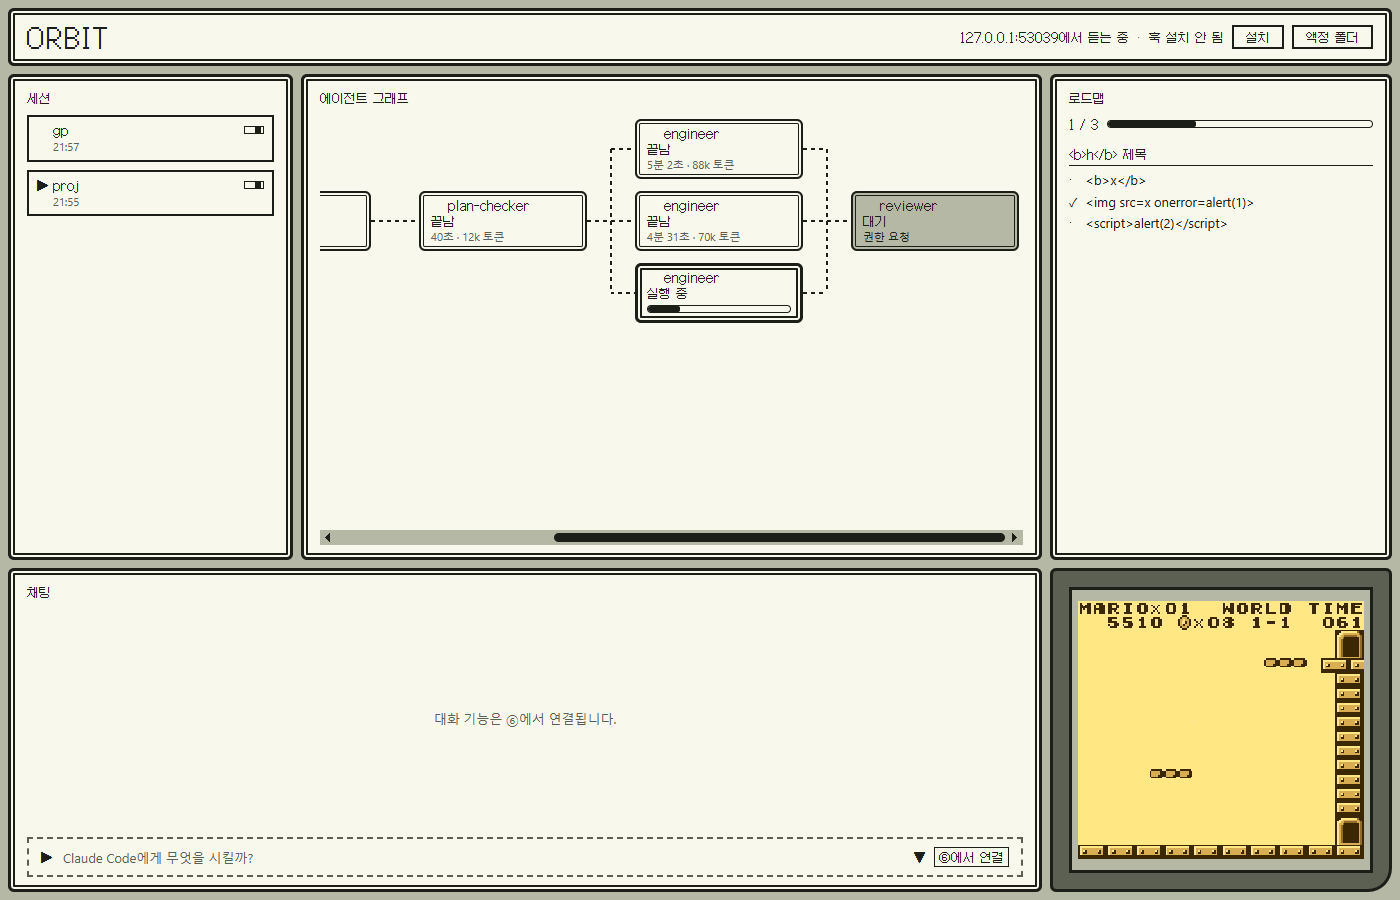 ORBIT
127.0.0.1:53039에서 듣는 중 · 훅 설치 안 됨
설치
액정 폴더
세션
gp
21:57
▶ proj
21:55
에이전트 그래프
plan-checker
끝남
40초 · 12k 토큰
engineer
끝남
5분 2초 · 88k 토큰
engineer
끝남
4분 31초 · 70k 토큰
engineer
실행 중
reviewer
대기
권한 요청
로드맵
1 / 3
<b>h</b> 제목
· <b>x</b>
✓ <img src=x onerror=alert(1)>
· <script>alert(2)</script>
채팅
대화 기능은 ⑥에서 연결됩니다.
▶ Claude Code에게 무엇을 시킬까?
▼ ⑥에서 연결
MARIO×01 WORLD TIME
5510 ×08 1-1 061